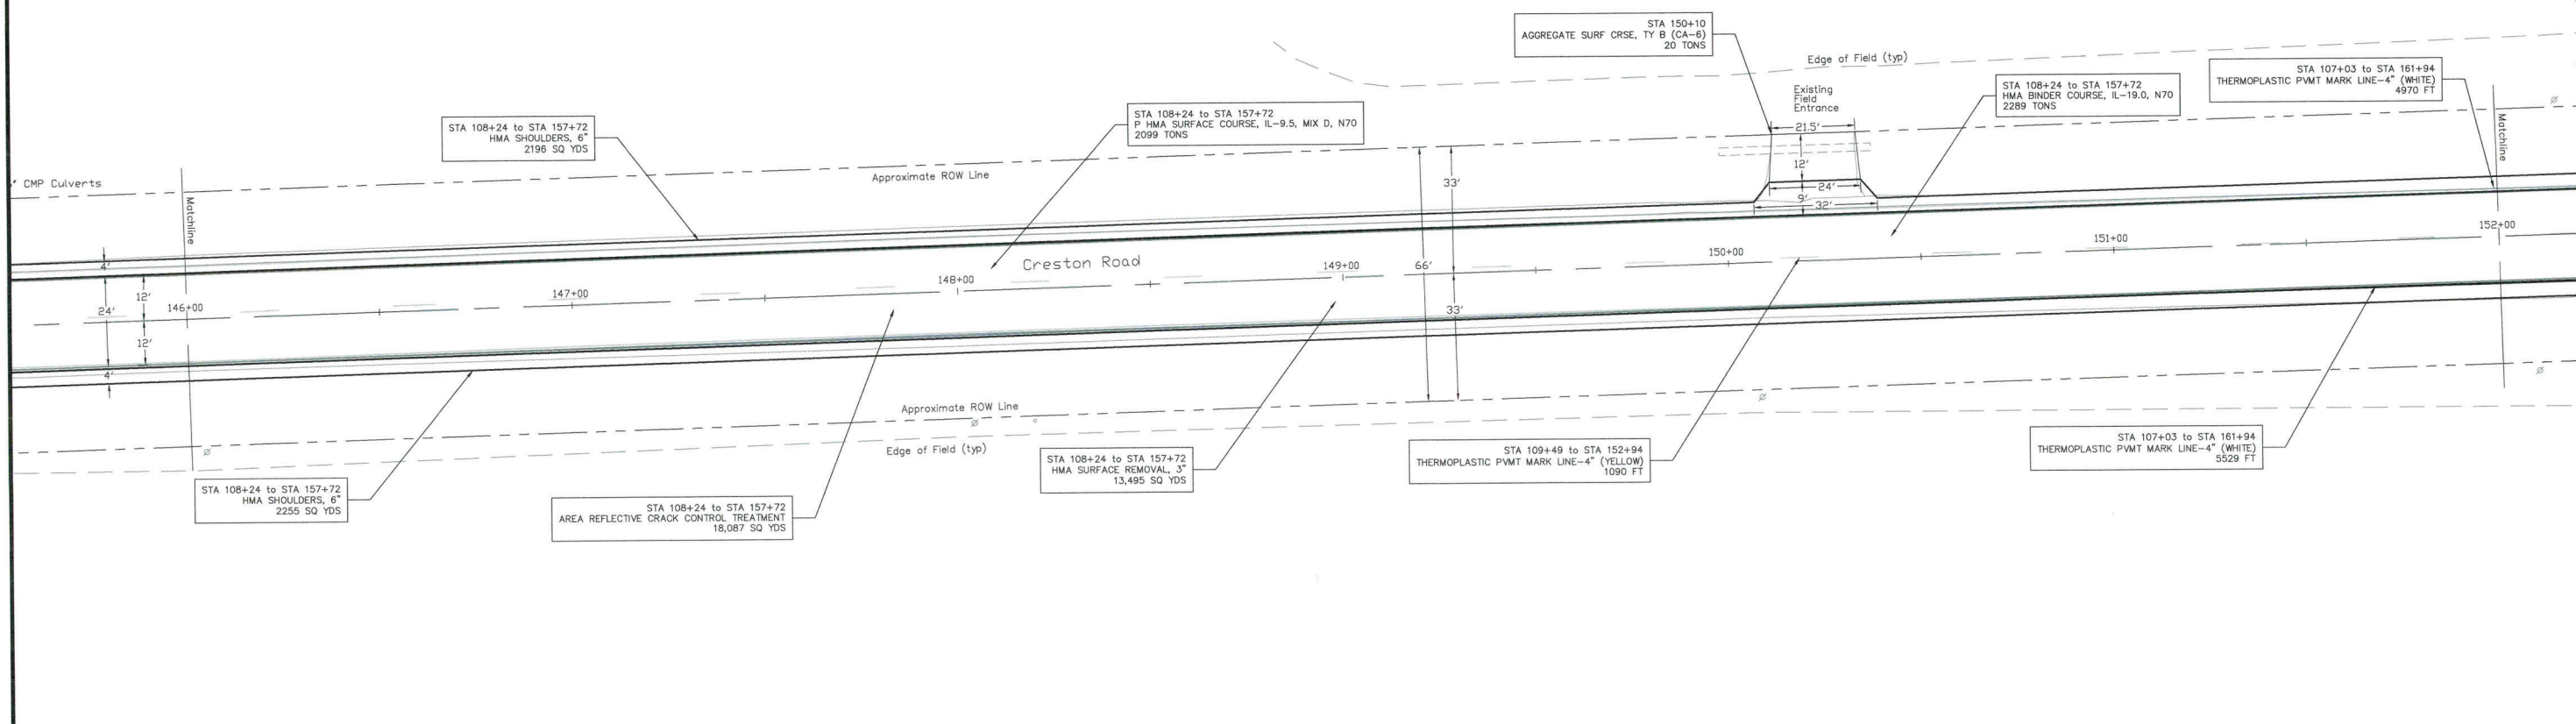 STA 150+10
AGGREGATE SURF CRSE, TY B (CA-6)
20 TONS
Edge of Field (typ)
STA 107+03 to STA 161+94
THERMOPLASTIC PVMT MARK LINE-4" (WHITE)
4970 FT
STA 108+24 to STA 157+72
HMA BINDER COURSE, IL-19.0, N70
2289 TONS
Existing
Field
Entrance
STA 108+24 to STA 157+72
P HMA SURFACE COURSE, IL-9.5, MIX D, N70
2099 TONS
STA 108+24 to STA 157+72
HMA SHOULDERS, 6"
2196 SQ YDS
21.5'
12'
24'
9'
32'
Matchline
CMP Culverts
Approximate ROW Line
33'
Matchline
4'
Creston Road
66'
146+00
147+00
148+00
149+00
150+00
151+00
152+00
12'
24'
12'
33'
4'
Approximate ROW Line
Edge of Field (typ)
STA 108+24 to STA 157+72
HMA SHOULDERS, 6"
2255 SQ YDS
STA 108+24 to STA 157+72
AREA REFLECTIVE CRACK CONTROL TREATMENT
18,087 SQ YDS
STA 108+24 to STA 157+72
HMA SURFACE REMOVAL, 3"
13,495 SQ YDS
STA 109+49 to STA 152+94
THERMOPLASTIC PVMT MARK LINE-4" (YELLOW)
1090 FT
STA 107+03 to STA 161+94
THERMOPLASTIC PVMT MARK LINE-4" (WHITE)
5529 FT